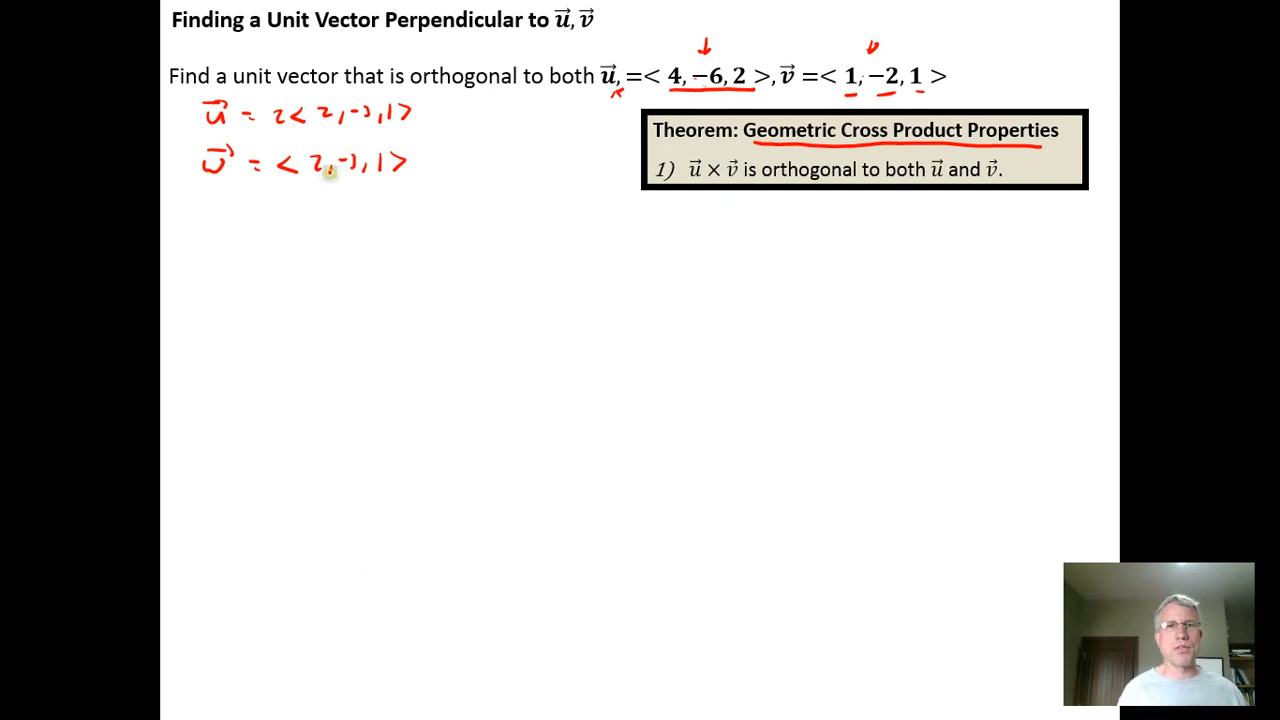 Finding a Unit Vector Perpendicular to u⃗, v⃗
Find a unit vector that is orthogonal to both u⃗, =< 4, −6, 2 >, v⃗ =< 1, −2, 1 >
u⃗ = 2< 2, -3, 1>
w⃗ = < 2, -3, 1 >
Theorem: Geometric Cross Product Properties
1) u⃗ × v⃗ is orthogonal to both u⃗ and v⃗.